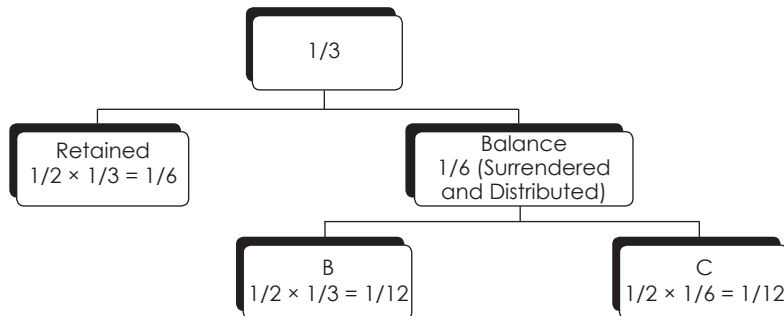 1/3
Retained
1/2 × 1/3 = 1/6
Balance
1/6 (Surrendered
and Distributed)
B
1/2 × 1/3 = 1/12
C
1/2 × 1/6 = 1/12